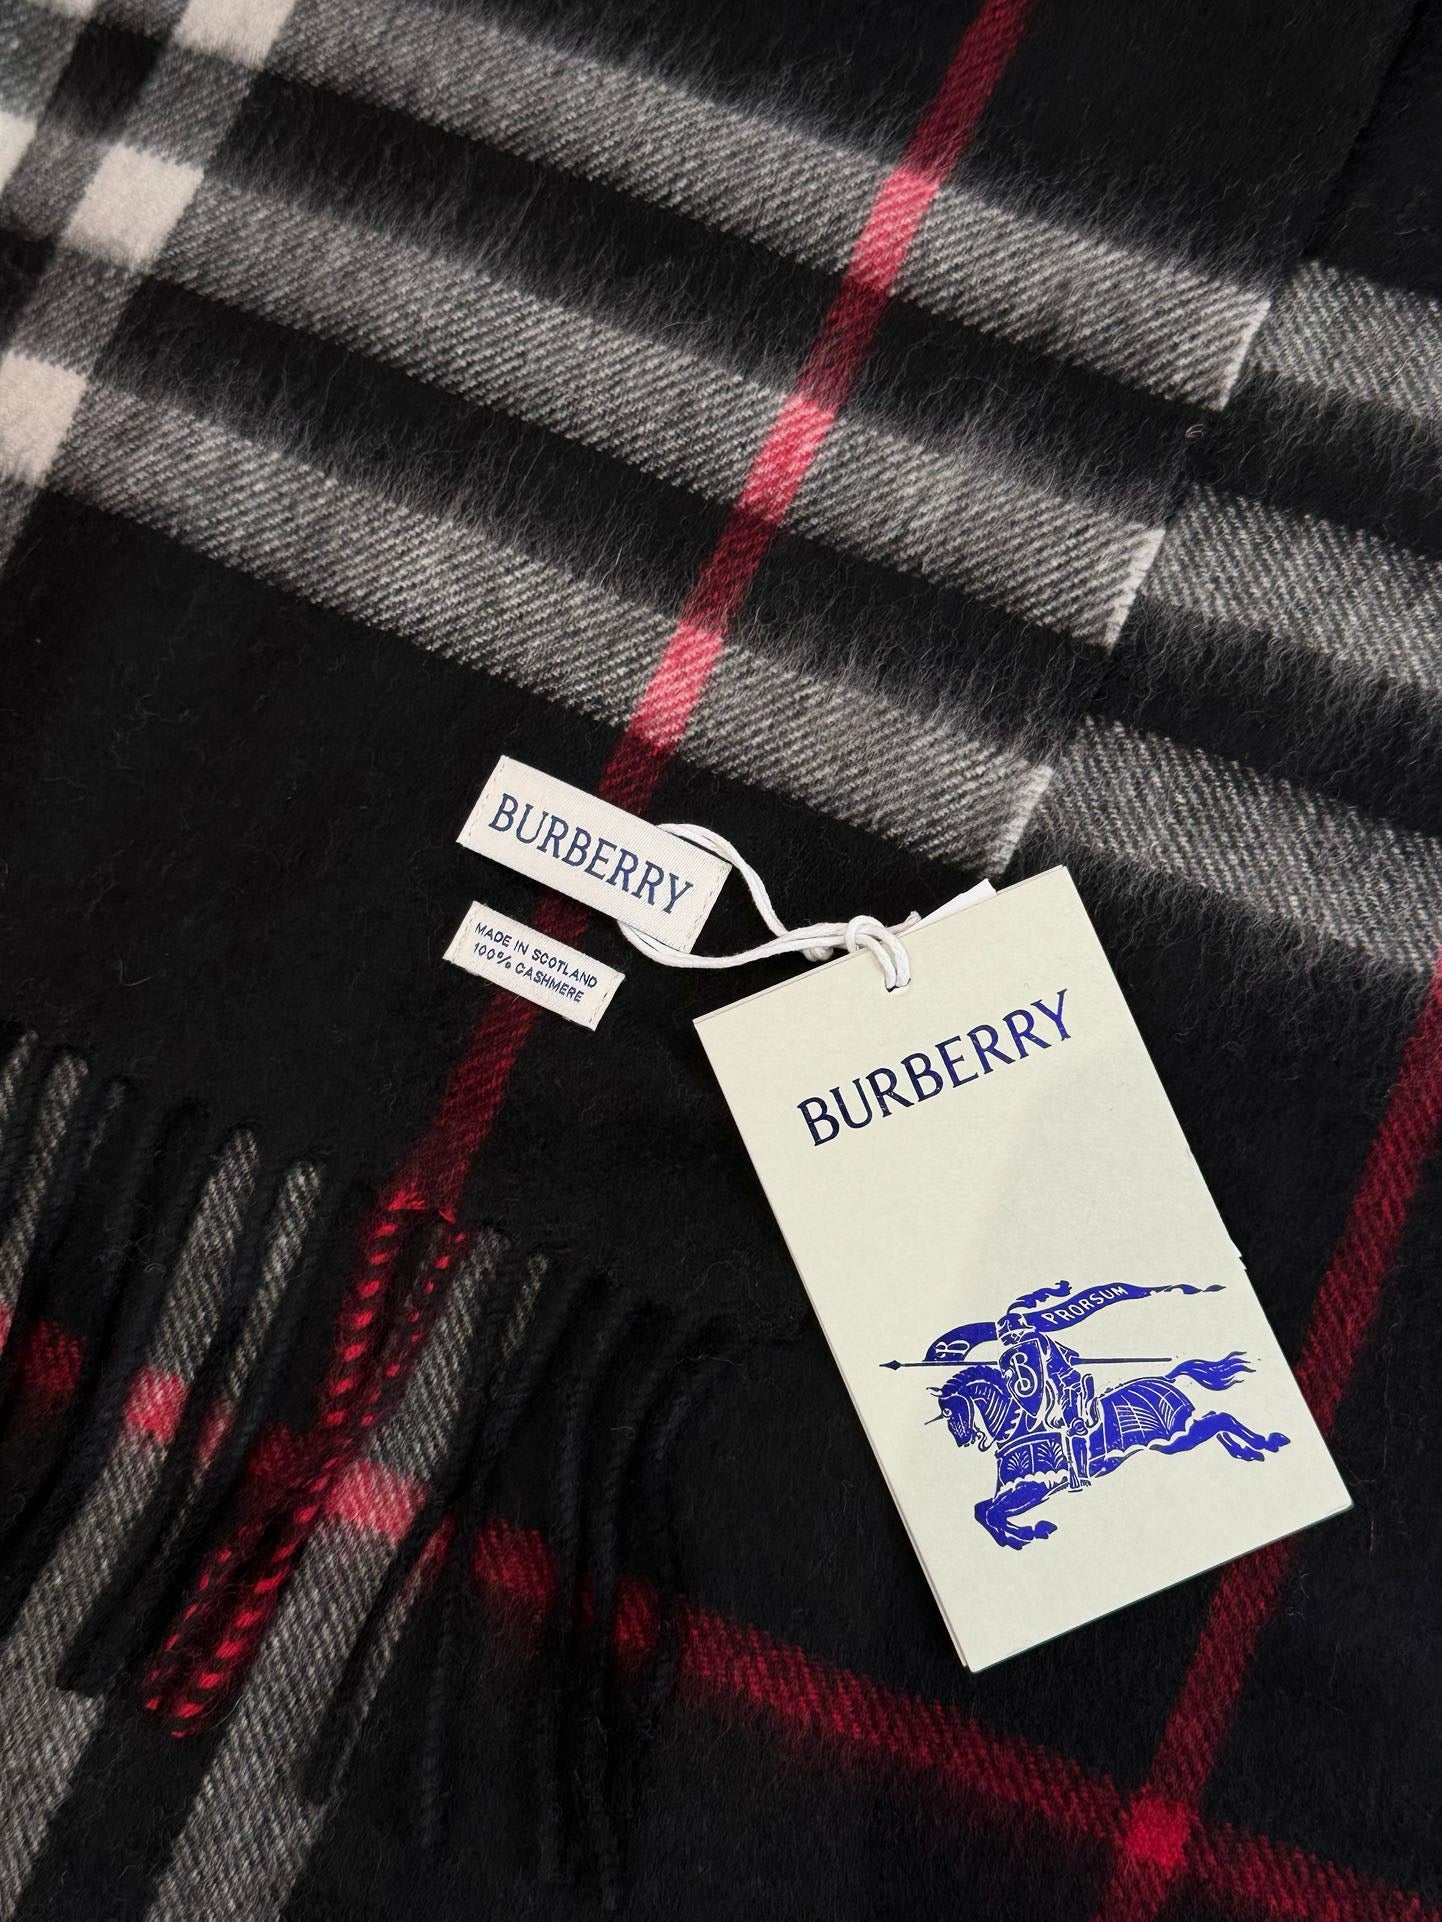 BURBERRY
MADE IN SCOTLAND
100% CASHMERE
BURBERRY
PRORSUM
B
B